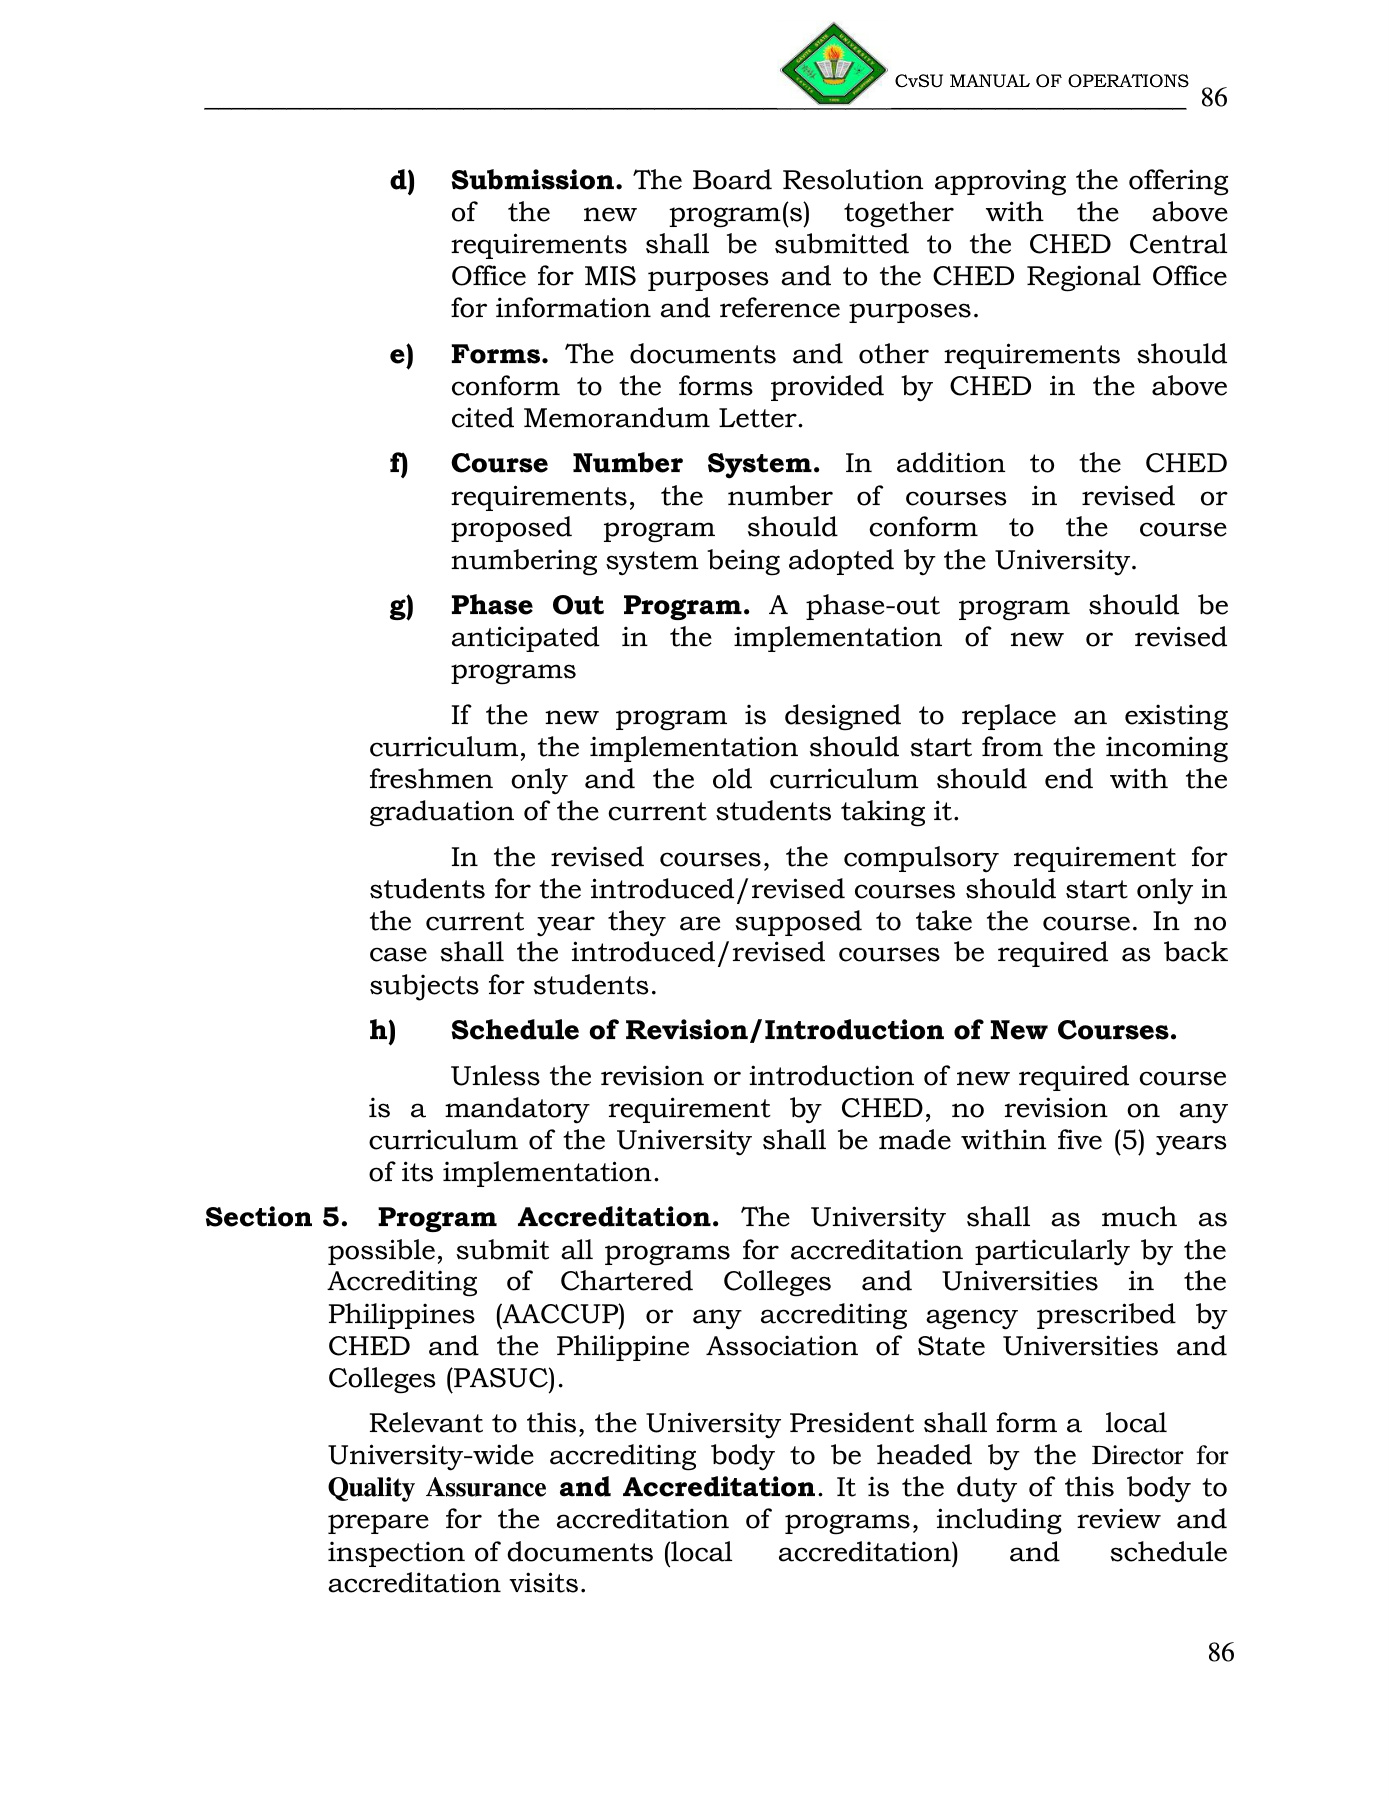 CvSU MANUAL OF OPERATIONS 86
d) Submission. The Board Resolution approving the offering
of the new program(s) together with the above
requirements shall be submitted to the CHED Central
Office for MIS purposes and to the CHED Regional Office
for information and reference purposes.
e) Forms. The documents and other requirements should
conform to the forms provided by CHED in the above
cited Memorandum Letter.
f) Course Number System. In addition to the CHED
requirements, the number of courses in revised or
proposed program should conform to the course
numbering system being adopted by the University.
g) Phase Out Program. A phase-out program should be
anticipated in the implementation of new or revised
programs
If the new program is designed to replace an existing
curriculum, the implementation should start from the incoming
freshmen only and the old curriculum should end with the
graduation of the current students taking it.
In the revised courses, the compulsory requirement for
students for the introduced/revised courses should start only in
the current year they are supposed to take the course. In no
case shall the introduced/revised courses be required as back
subjects for students.
h) Schedule of Revision/Introduction of New Courses.
Unless the revision or introduction of new required course
is a mandatory requirement by CHED, no revision on any
curriculum of the University shall be made within five (5) years
of its implementation.
Section 5. Program Accreditation. The University shall as much as
possible, submit all programs for accreditation particularly by the
Accrediting of Chartered Colleges and Universities in the
Philippines (AACCUP) or any accrediting agency prescribed by
CHED and the Philippine Association of State Universities and
Colleges (PASUC).
Relevant to this, the University President shall form a local
University-wide accrediting body to be headed by the Director for
Quality Assurance and Accreditation. It is the duty of this body to
prepare for the accreditation of programs, including review and
inspection of documents (local accreditation) and schedule
accreditation visits.
86